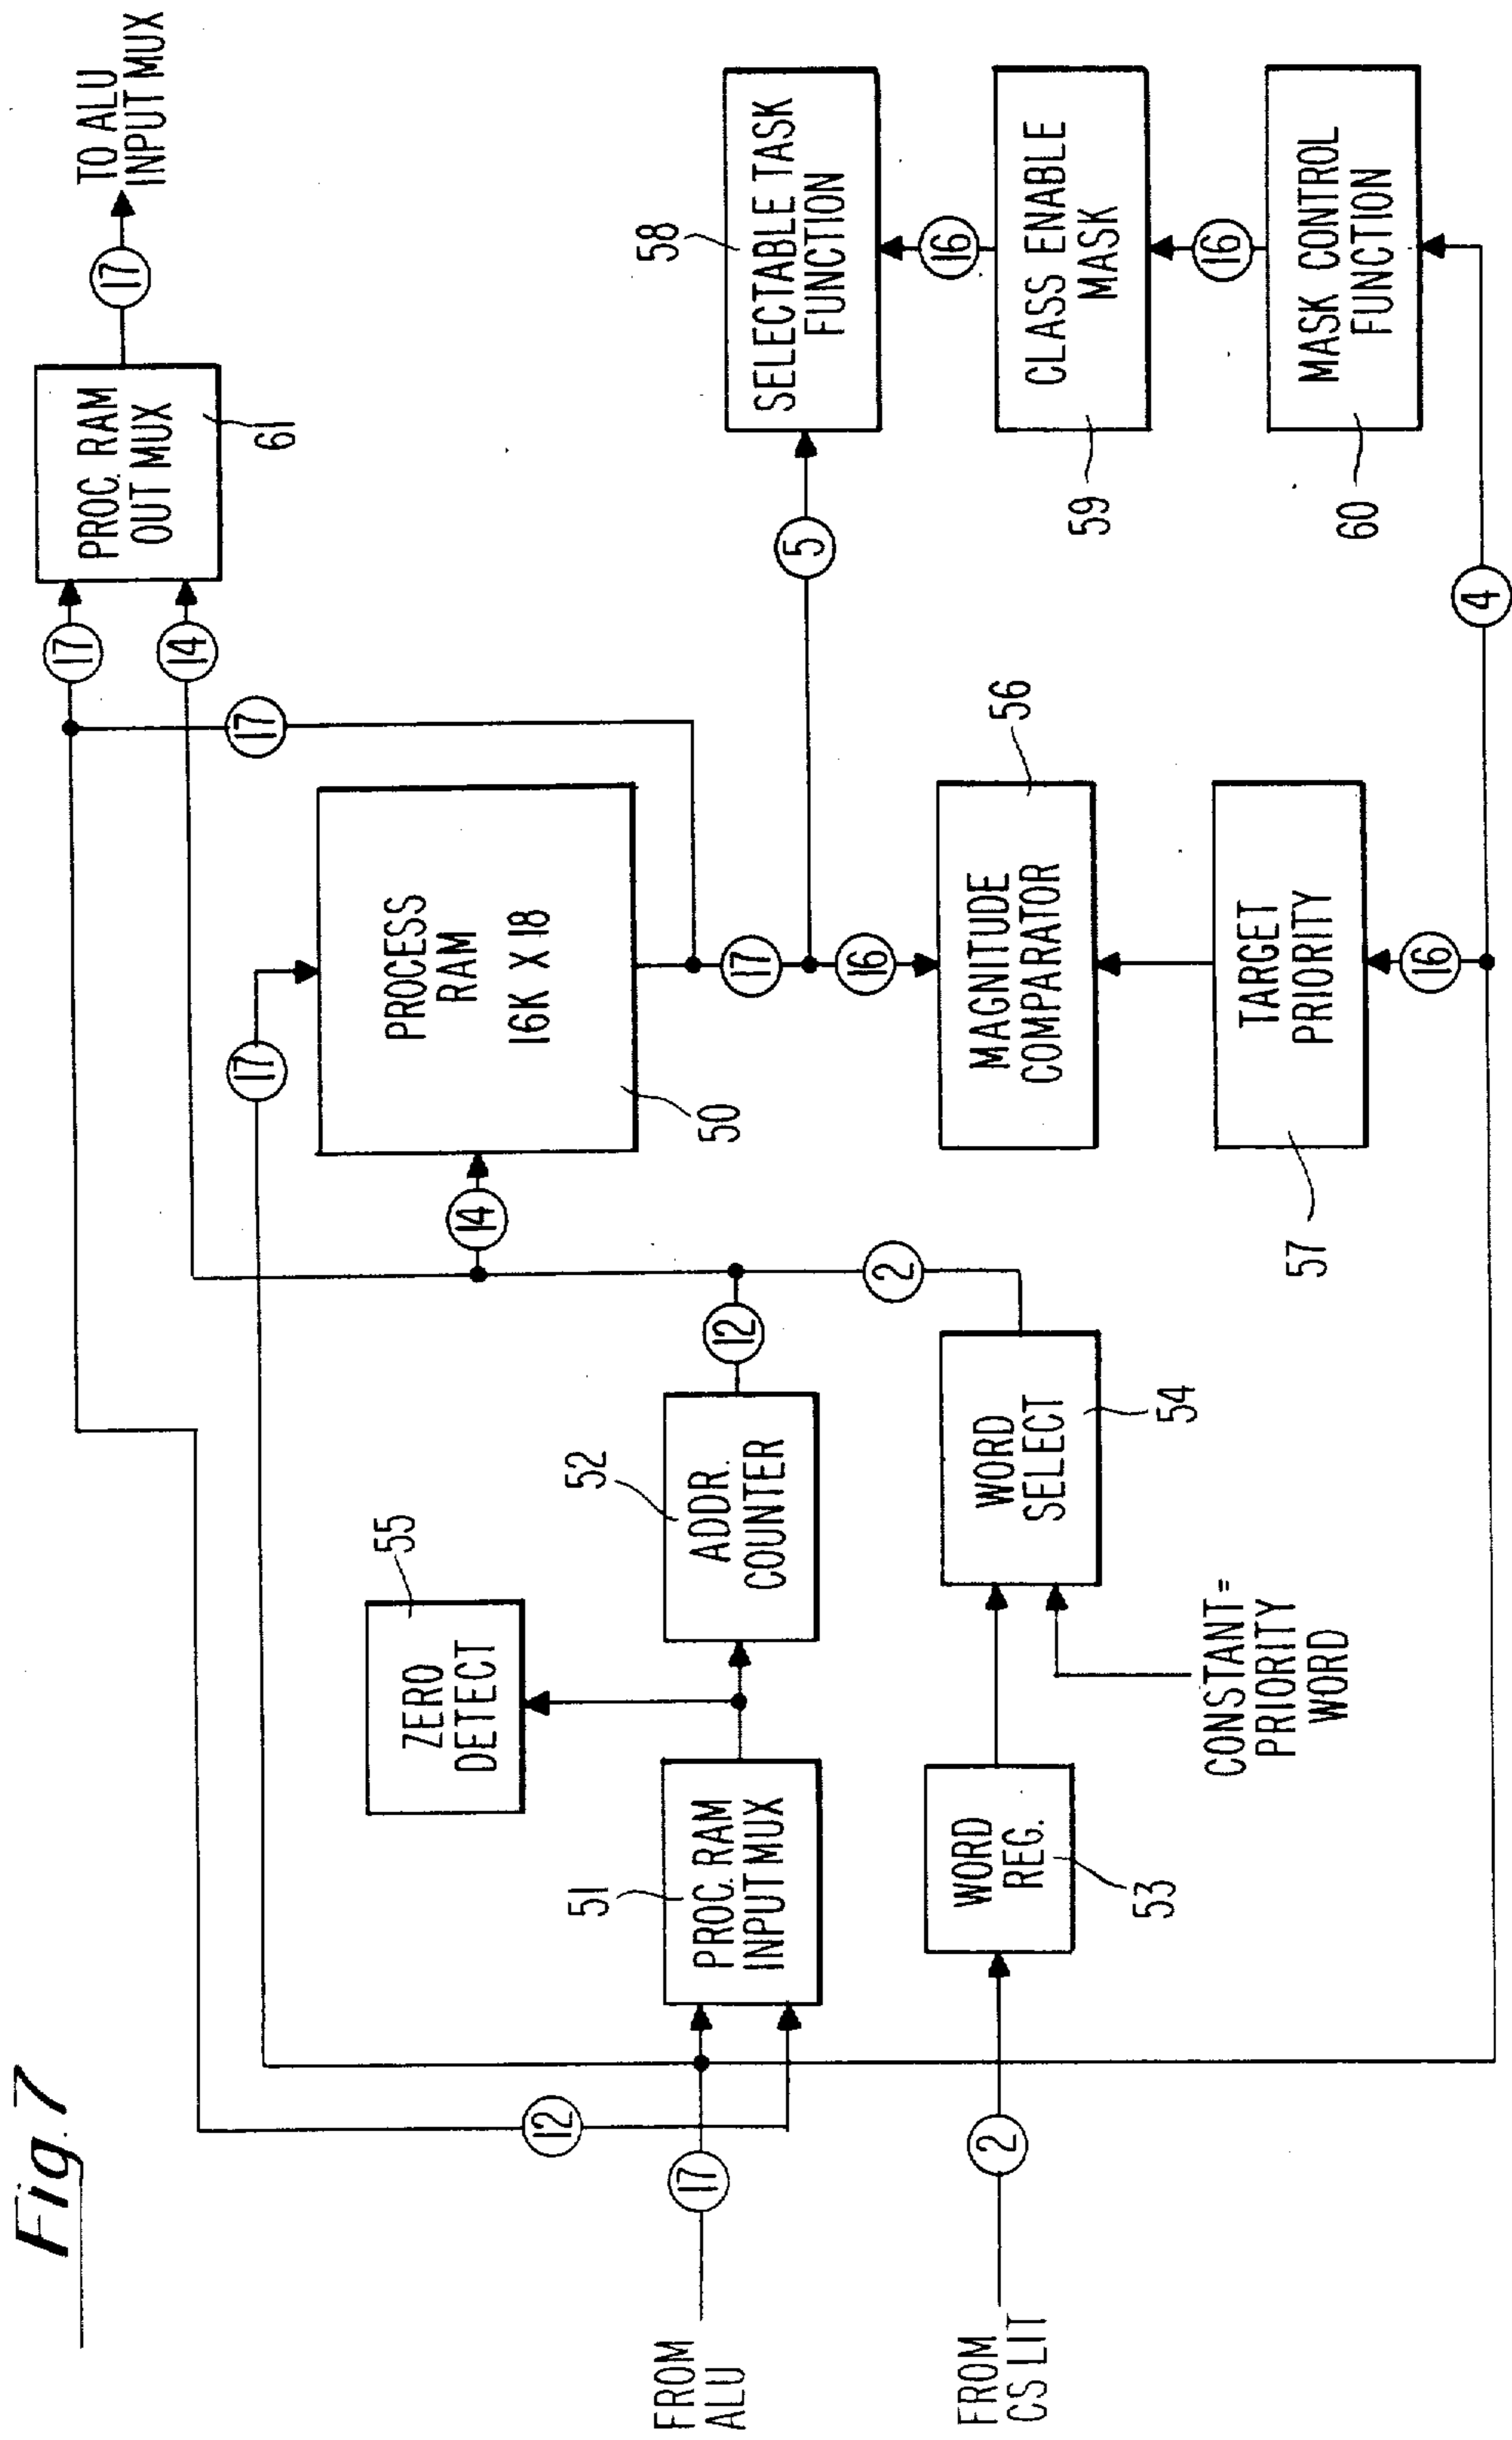 Fig. 7
FROM
ALU
17
12
FROM
CS LIT
2
51
PROC. RAM
INPUT MUX
ZERO
DETECT
55
52
ADDR.
COUNTER
12
WORD
REG.
53
CONSTANT=
PRIORITY
WORD
WORD
SELECT
54
2
14
17
PROCESS
RAM
16K X 18
50
17
17
14
17
PROC. RAM
OUT MUX
61
17
TO ALU
INPUT MUX
17
16
5
MAGNITUDE
COMPARATOR
56
TARGET
PRIORITY
57
16
4
58
SELECTABLE TASK
FUNCTION
16
CLASS ENABLE
MASK
59
16
MASK CONTROL
FUNCTION
60